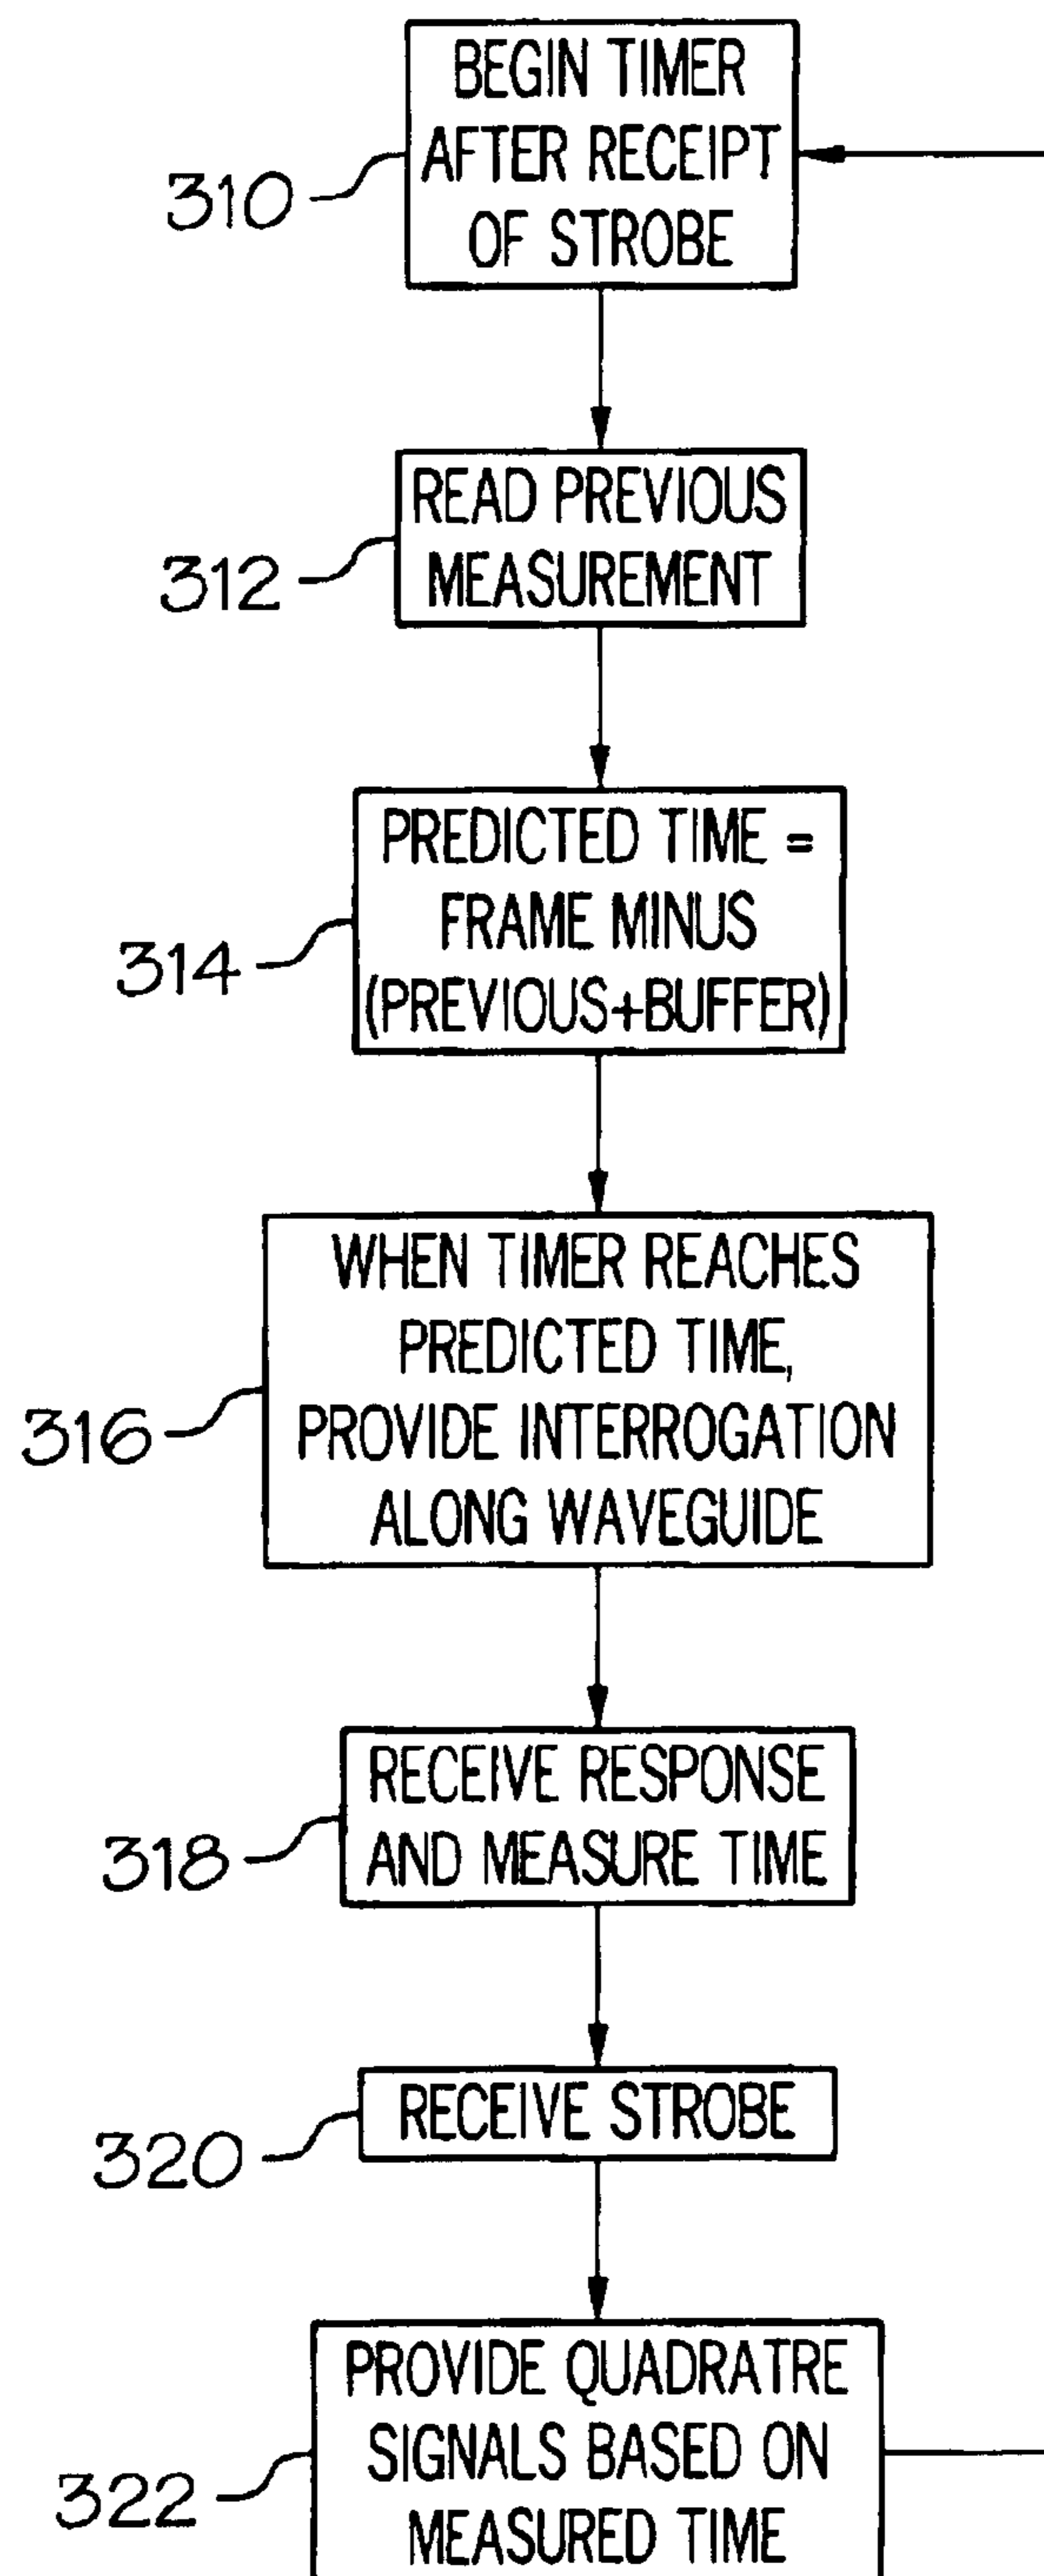 BEGIN TIMER
AFTER RECEIPT
OF STROBE
310
READ PREVIOUS
MEASUREMENT
312
PREDICTED TIME =
FRAME MINUS
(PREVIOUS+BUFFER)
314
WHEN TIMER REACHES
PREDICTED TIME,
PROVIDE INTERROGATION
ALONG WAVEGUIDE
316
RECEIVE RESPONSE
AND MEASURE TIME
318
RECEIVE STROBE
320
PROVIDE QUADRATRE
SIGNALS BASED ON
MEASURED TIME
322